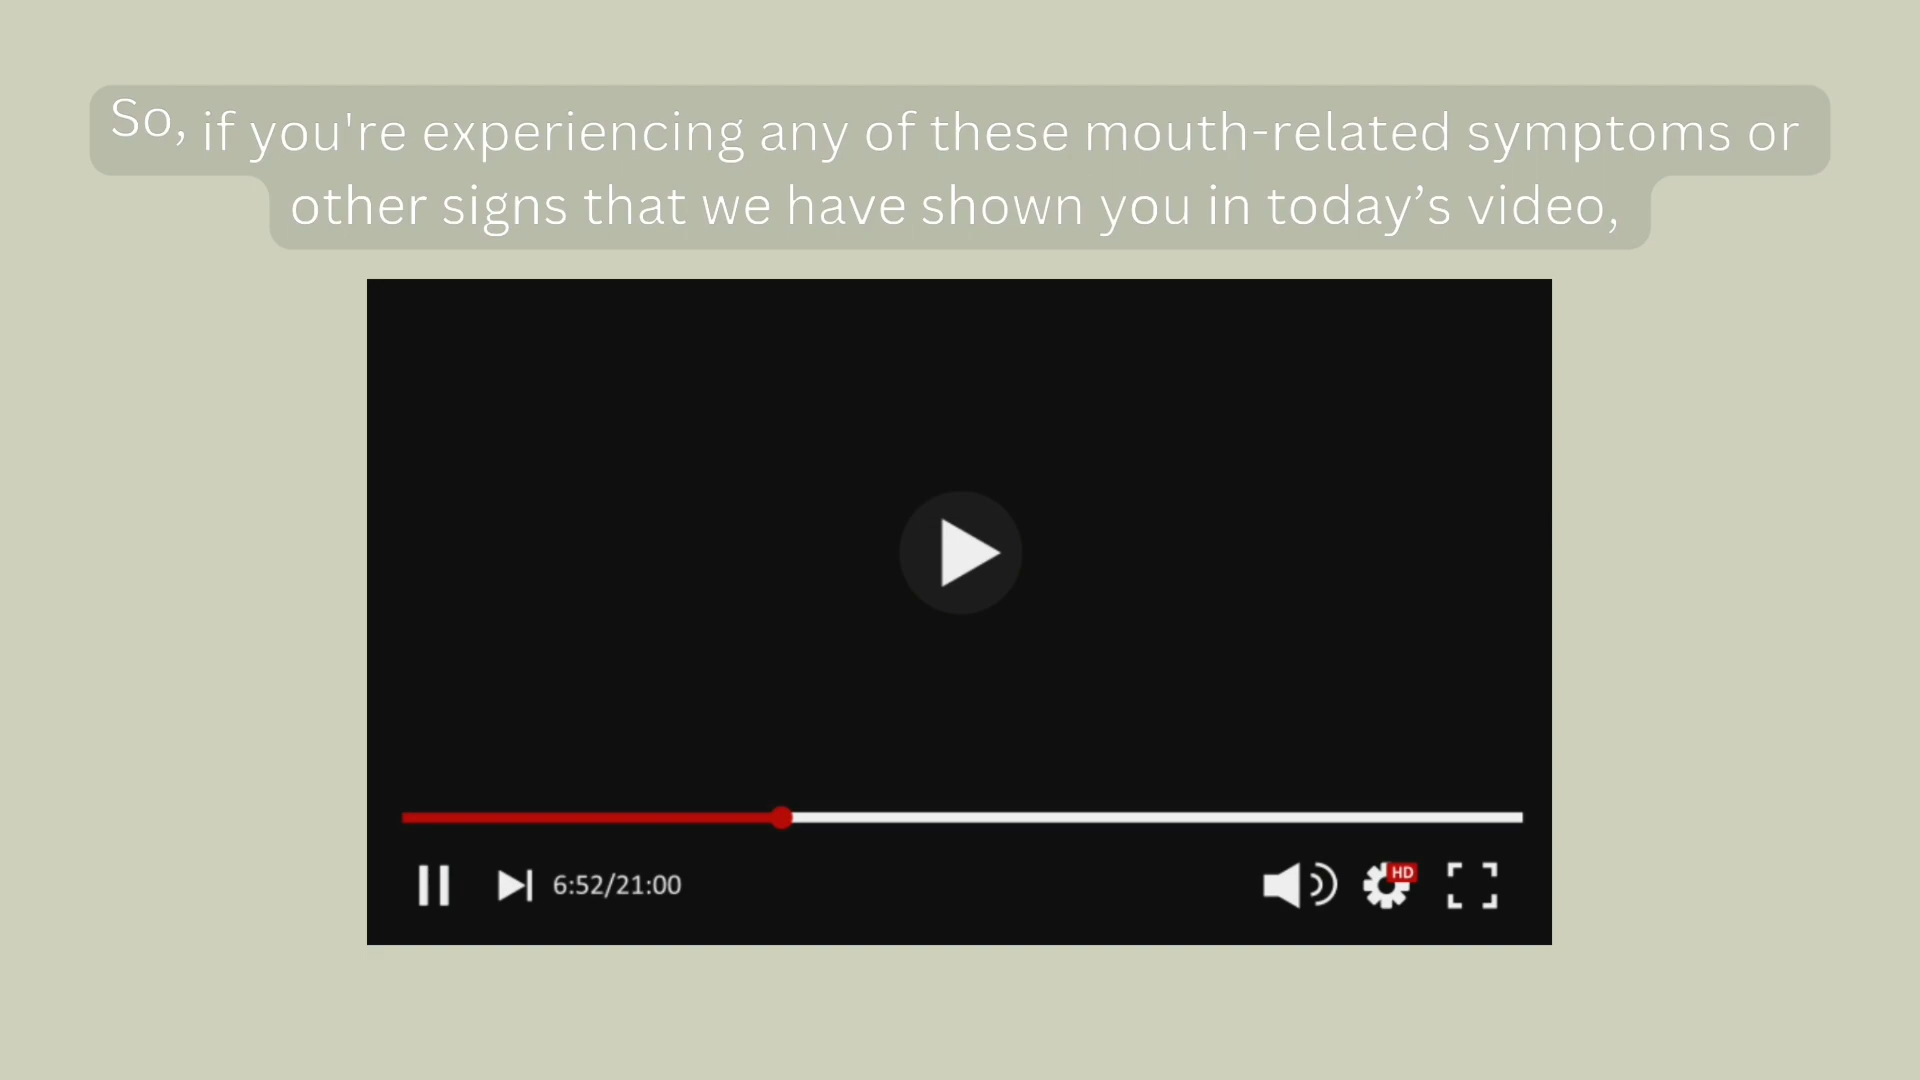 So, if you're experiencing any of these mouth-related symptoms or
other signs that we have shown you in today’s video,
6:52/21:00
HD